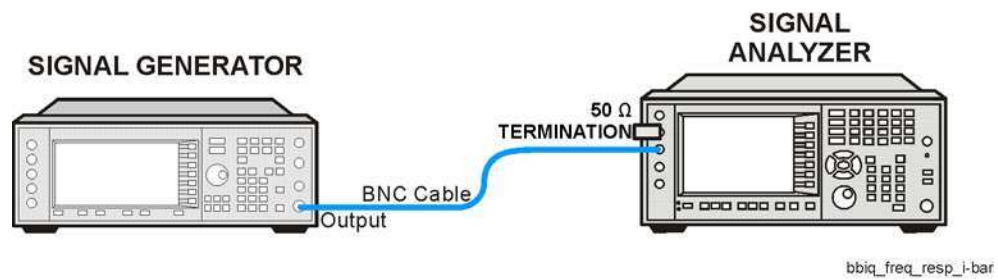 SIGNAL
ANALYZER
SIGNAL GENERATOR
50 Ω
TERMINATION
BNC Cable
Output
bbiq_freq_resp_i-bar